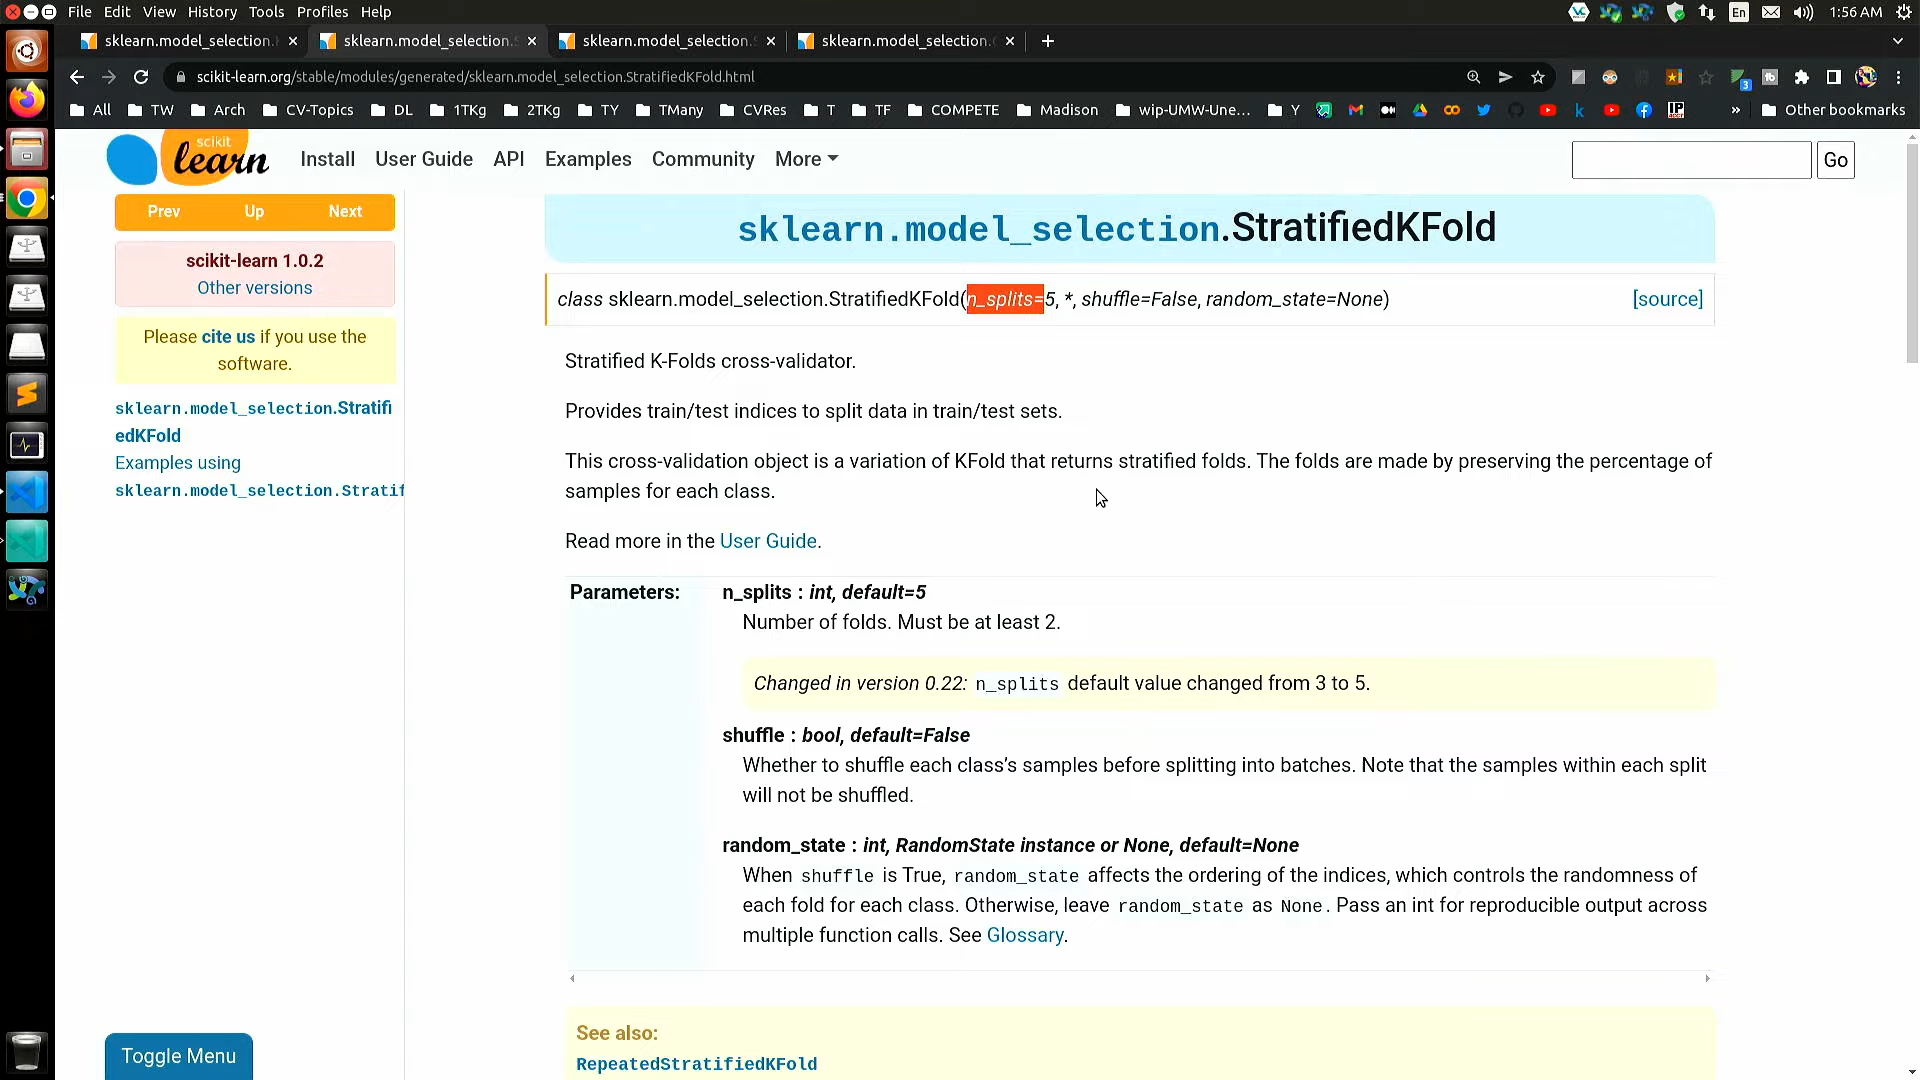 File Edit View History Tools Profiles Help
En 1:56 AM
sklearn.model_selection. sklearn.model_selection. sklearn.model_selection. sklearn.model_selection.
scikit-learn.org/stable/modules/generated/sklearn.model_selection.StratifiedKFold.html
All TW Arch CV-Topics DL 1TKg 2TKg TY TMany CVRes T TF COMPETE Madison wip-UMW-Une... Y » Other bookmarks
scikit learn Install User Guide API Examples Community More Go
Prev Up Next
scikit-learn 1.0.2
Other versions
Please cite us if you use the
software.
sklearn.model_selection.Stratifi
edKFold
Examples using
sklearn.model_selection.Stratif
Toggle Menu
sklearn.model_selection.StratifiedKFold
class sklearn.model_selection.StratifiedKFold(n_splits=5, *, shuffle=False, random_state=None) [source]
Stratified K-Folds cross-validator.
Provides train/test indices to split data in train/test sets.
This cross-validation object is a variation of KFold that returns stratified folds. The folds are made by preserving the percentage of
samples for each class.
Read more in the User Guide.
Parameters: n_splits : int, default=5
Number of folds. Must be at least 2.
Changed in version 0.22: n_splits default value changed from 3 to 5.
shuffle : bool, default=False
Whether to shuffle each class’s samples before splitting into batches. Note that the samples within each split
will not be shuffled.
random_state : int, RandomState instance or None, default=None
When shuffle is True, random_state affects the ordering of the indices, which controls the randomness of
each fold for each class. Otherwise, leave random_state as None. Pass an int for reproducible output across
multiple function calls. See Glossary.
See also:
RepeatedStratifiedKFold